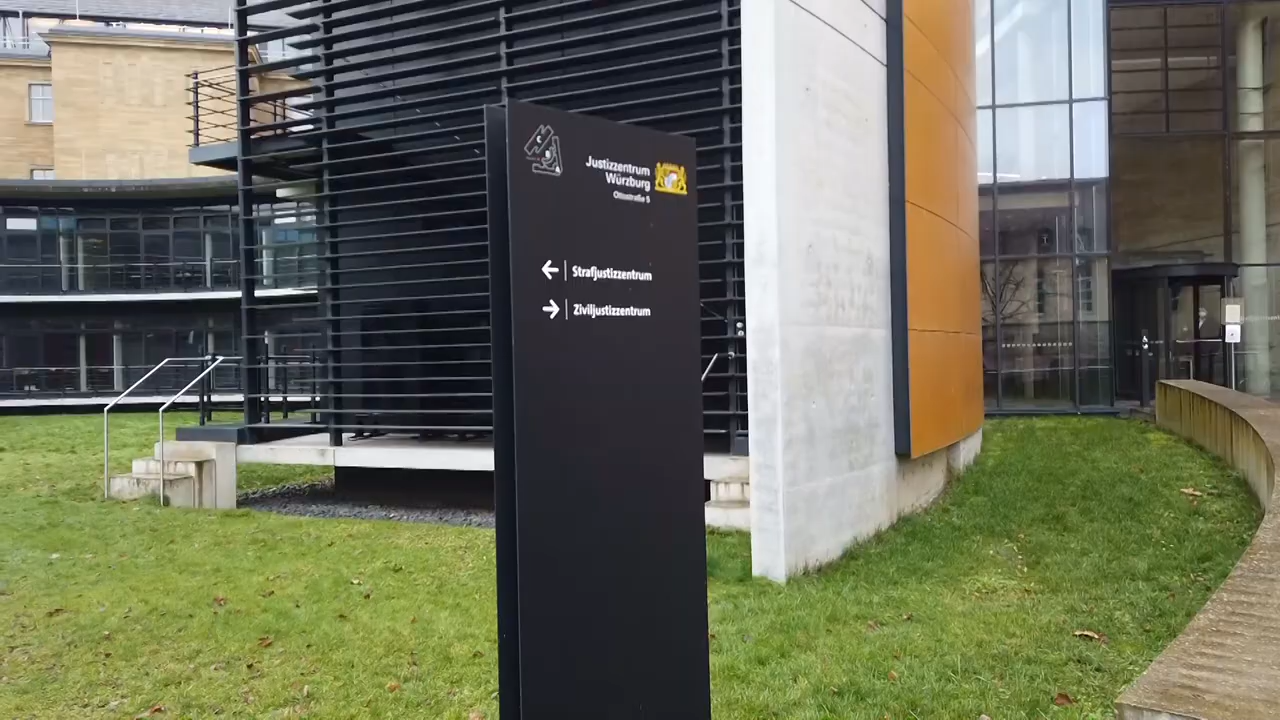 Justizzentrum
Würzburg
Ottostraße 5
Strafjustizzentrum
Ziviljustizzentrum